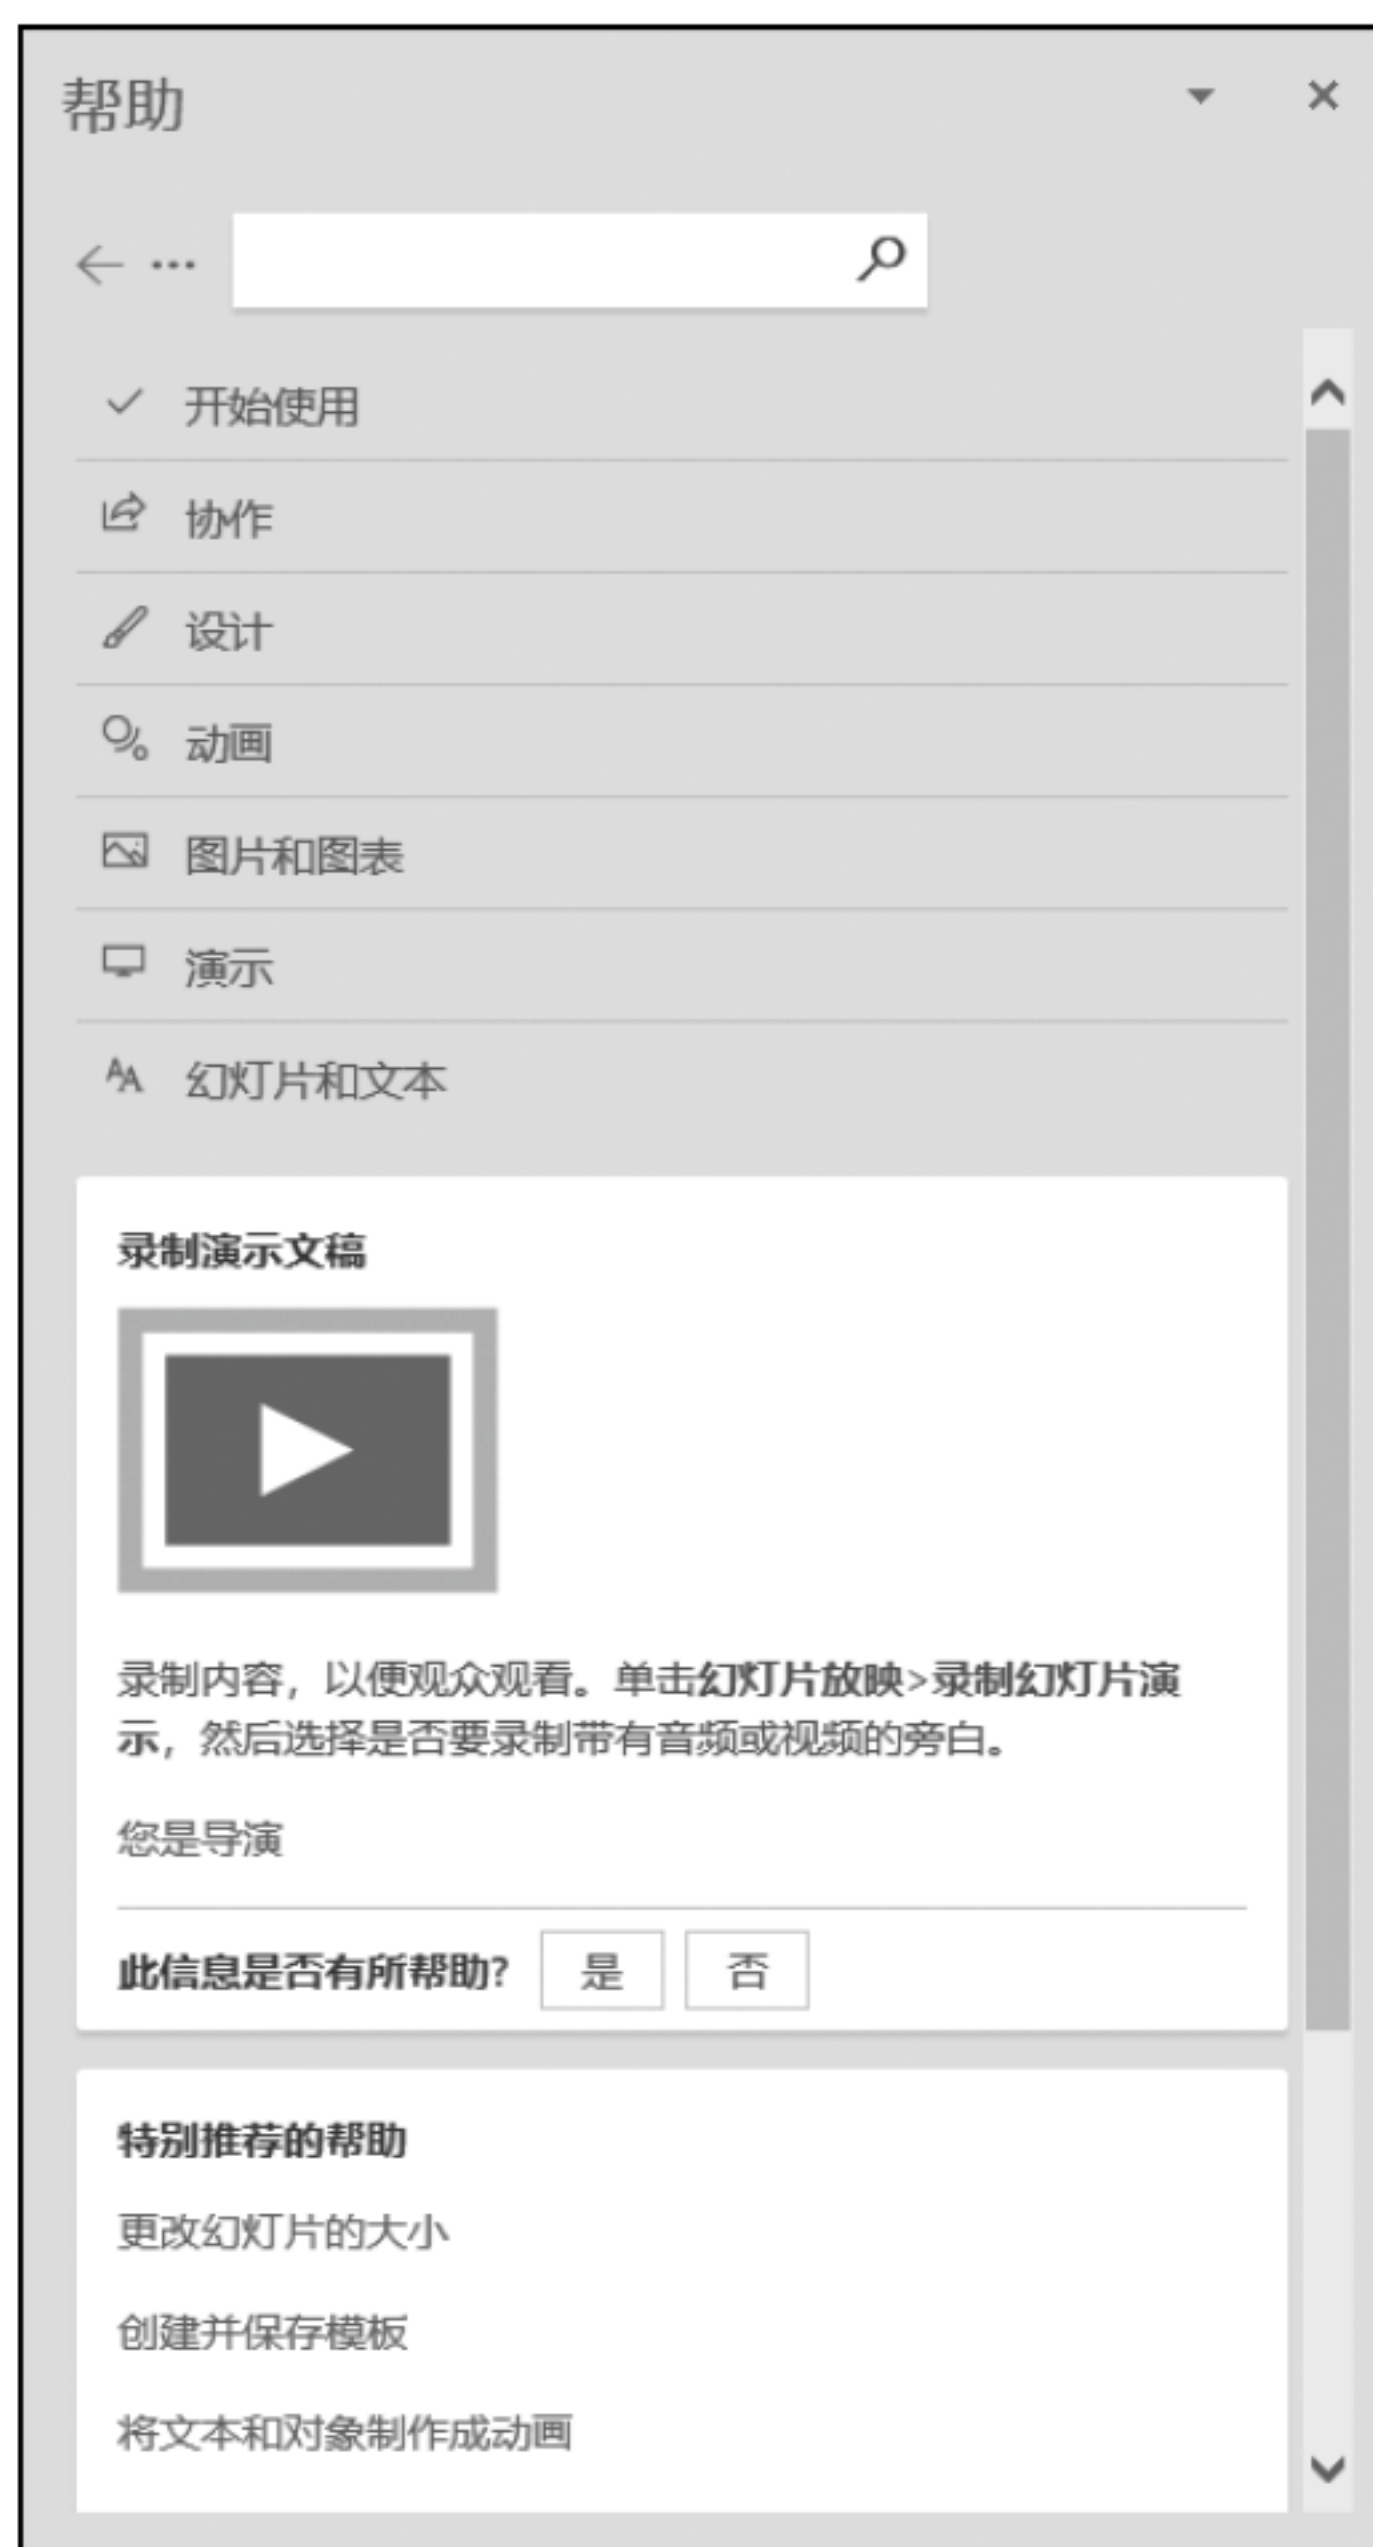 帮助
开始使用
协作
设计
动画
图片和图表
演示
幻灯片和文本
录制演示文稿
录制内容，以便观众观看。单击幻灯片放映>录制幻灯片演
示，然后选择是否要录制带有音频或视频的旁白。
您是导演
此信息是否有所帮助? 是 否
特别推荐的帮助
更改幻灯片的大小
创建并保存模板
将文本和对象制作成动画